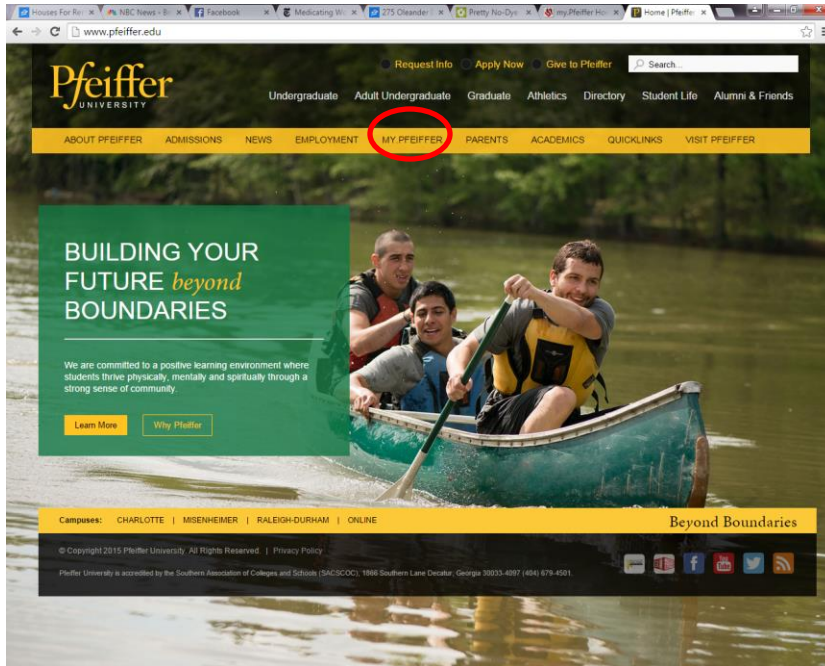 Houses For Re
NBC News - B
Facebook
Medicating W
275 Oleander
Pretty No-Dye
my.Pfeiffer Ho
Home | Pfeiffer
www.pfeiffer.edu
Request Info Apply Now Give to Pfeiffer Search...
Pfeiffer
UNIVERSITY
Undergraduate Adult Undergraduate Graduate Athletics Directory Student Life Alumni & Friends
ABOUT PFEIFFER ADMISSIONS NEWS EMPLOYMENT MY.PFEIFFER PARENTS ACADEMICS QUICKLINKS VISIT PFEIFFER
BUILDING YOUR
FUTURE beyond
BOUNDARIES
We are committed to a positive learning environment where
students thrive physically, mentally and spiritually through a
strong sense of community.
Learn More Why Pfeiffer
Campuses: CHARLOTTE | MISENHEIMER | RALEIGH-DURHAM | ONLINE
Beyond Boundaries
© Copyright 2015 Pfeiffer University. All Rights Reserved. | Privacy Policy
Pfeiffer University is accredited by the Southern Association of Colleges and Schools (SACSCOC), 1866 Southern Lane Decatur, Georgia 30033-4097 (404) 679-4501.